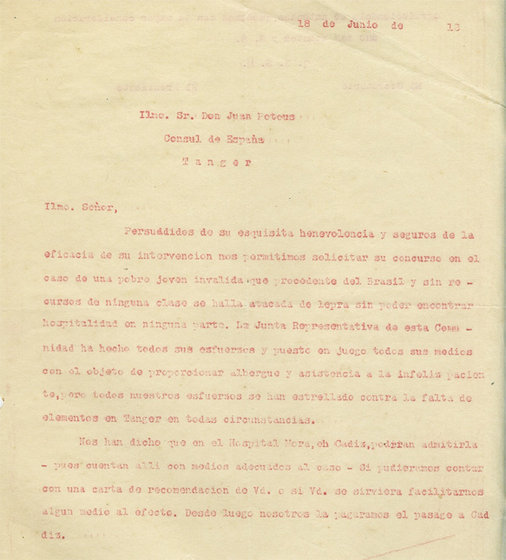 18 de Junio de 12
Ilmo. Sr. Don Juan Poteus
Consul de España
T a n g e r
Ilmo. Señor,
Persuddidos de su esquisita henevolencia y seguros de la
eficacia de su intervencion nos permitimos solicitar su concurso en el
caso de una pobre joven invalida que procedente del Brasil y sin re -
cursos de ninguna clase se halla atacada de lepra sin poder encontrar
hospitalidad en ninguna parte. La Junta Representativa de esta Comu -
nidad ha hecho todos sus esfuerzos y puesto en juego todos sus medios
con el objeto de proporcionar albergue y asistencia a la infeliz pacien
te,pero todos nuestros esfuerzos se han estrellado contra la falta de
elementos en Tanger en todas circunstancias.
Nos han dicho que en el Hospital Mora,eh Cadiz,podrran admitirla
- pues cuentan alli con medios adecuados al caso - Si pudieramos contar
con una carta de recomendacion de Vd. o si Vd. se sirviera facilitarnos
algun medio al efecto. Desde luego nosotros la pagaramos el pasage a Cad
diz.